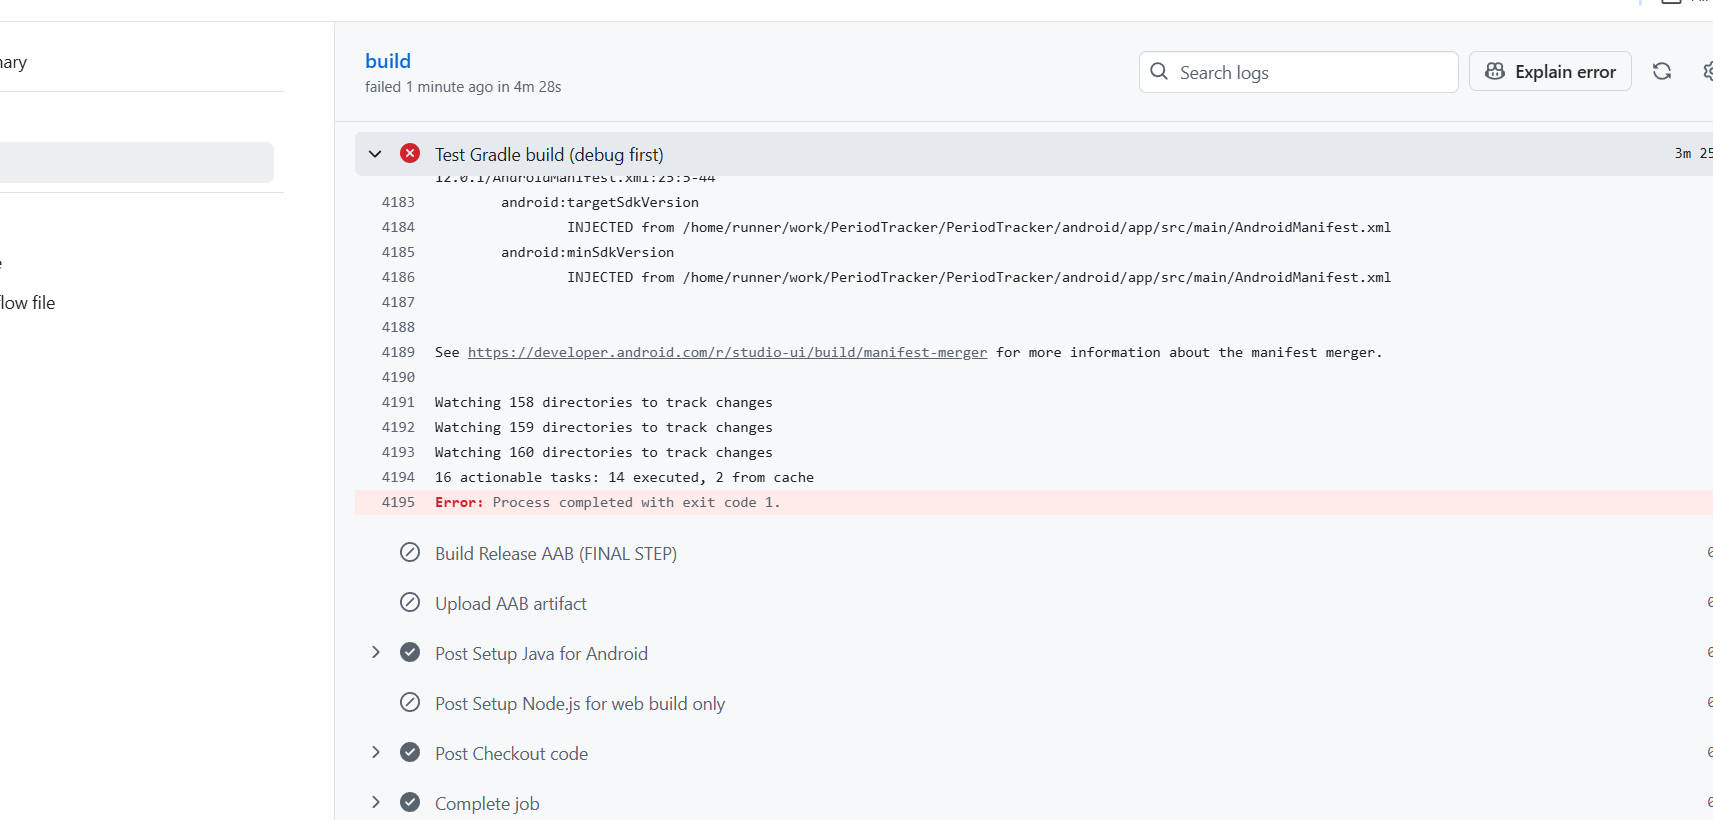 build
failed 1 minute ago in 4m 28s
Search logs
Explain error
flow file
Test Gradle build (debug first)
3m 25
12.0.1/AndroidManifest.xml:25:5-44
4183 android:targetSdkVersion
4184 INJECTED from /home/runner/work/PeriodTracker/PeriodTracker/android/app/src/main/AndroidManifest.xml
4185 android:minSdkVersion
4186 INJECTED from /home/runner/work/PeriodTracker/PeriodTracker/android/app/src/main/AndroidManifest.xml
4187
4188
4189 See https://developer.android.com/r/studio-ui/build/manifest-merger for more information about the manifest merger.
4190
4191 Watching 158 directories to track changes
4192 Watching 159 directories to track changes
4193 Watching 160 directories to track changes
4194 16 actionable tasks: 14 executed, 2 from cache
4195 Error: Process completed with exit code 1.
Build Release AAB (FINAL STEP)
Upload AAB artifact
Post Setup Java for Android
Post Setup Node.js for web build only
Post Checkout code
Complete job